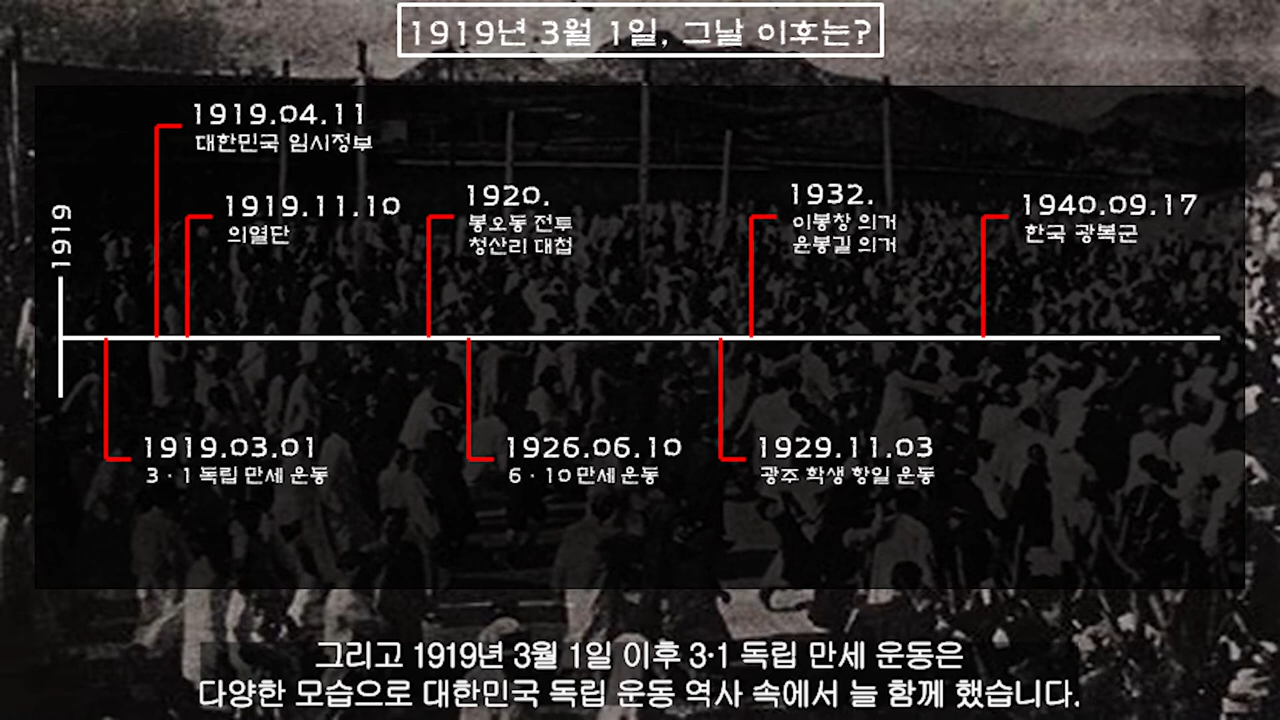 1919년 3월 1일, 그날 이후는?
1919
1919.04.11
대한민국 임시정부
1919.11.10
의열단
1920.
봉오동 전투
청산리 대첩
1932.
이봉창 의거
윤봉길 의거
1940.09.17
한국 광복군
1919.03.01
3·1 독립 만세 운동
1926.06.10
6·10 만세 운동
1929.11.03
광주 학생 항일 운동
그리고 1919년 3월 1일 이후 3·1 독립 만세 운동은
다양한 모습으로 대한민국 독립 운동 역사 속에서 늘 함께 했습니다.